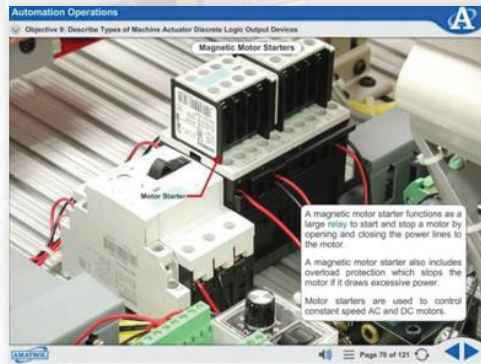 Automation Operations
Objective 9: Describe Types of Machine Actuator Discrete Logic Output Devices
Magnetic Motor Starters
Motor Starter
A magnetic motor starter functions as a
large relay to start and stop a motor by
opening and closing the power lines to
the motor.
A magnetic motor starter also includes
overload protection which stops the
motor if it draws excessive power.
Motor starters are used to control
constant speed AC and DC motors.
AMATROL
Page 70 of 121